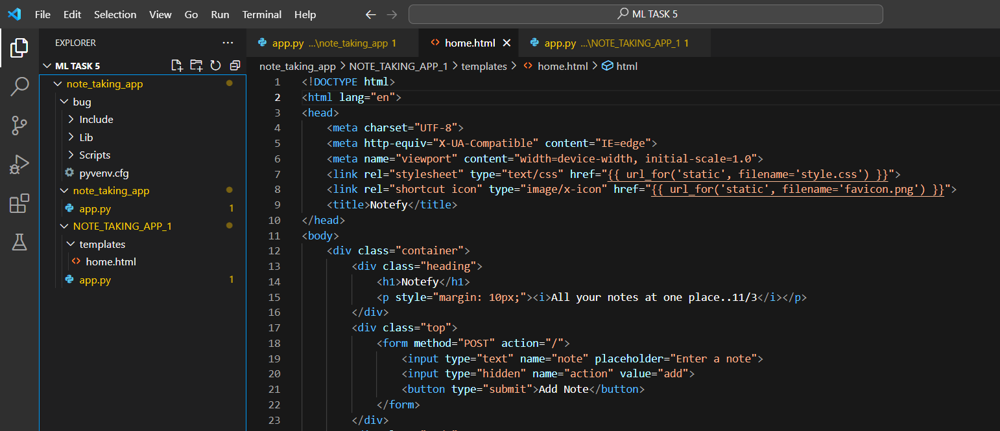 File Edit Selection View Go Run Terminal Help
ML TASK 5
EXPLORER
ML TASK 5
note_taking_app
bug
Include
Lib
Scripts
pyvenv.cfg
note_taking_app
app.py 1
NOTE_TAKING_APP_1
templates
home.html
app.py 1
app.py ...\note_taking_app 1
home.html
app.py ...\NOTE_TAKING_APP_1 1
note_taking_app > NOTE_TAKING_APP_1 > templates > home.html > html
1 <!DOCTYPE html>
2 <html lang="en">
3 <head>
4 <meta charset="UTF-8">
5 <meta http-equiv="X-UA-Compatible" content="IE=edge">
6 <meta name="viewport" content="width=device-width, initial-scale=1.0">
7 <link rel="stylesheet" type="text/css" href="{{ url_for('static', filename='style.css') }}">
8 <link rel="shortcut icon" type="image/x-icon" href="{{ url_for('static', filename='favicon.png') }}">
9 <title>Notefy</title>
10 </head>
11 <body>
12 <div class="container">
13 <div class="heading">
14 <h1>Notefy</h1>
15 <p style="margin: 10px;"><i>All your notes at one place..11/3</i></p>
16 </div>
17 <div class="top">
18 <form method="POST" action="/">
19 <input type="text" name="note" placeholder="Enter a note">
20 <input type="hidden" name="action" value="add">
21 <button type="submit">Add Note</button>
22 </form>
23 </div>